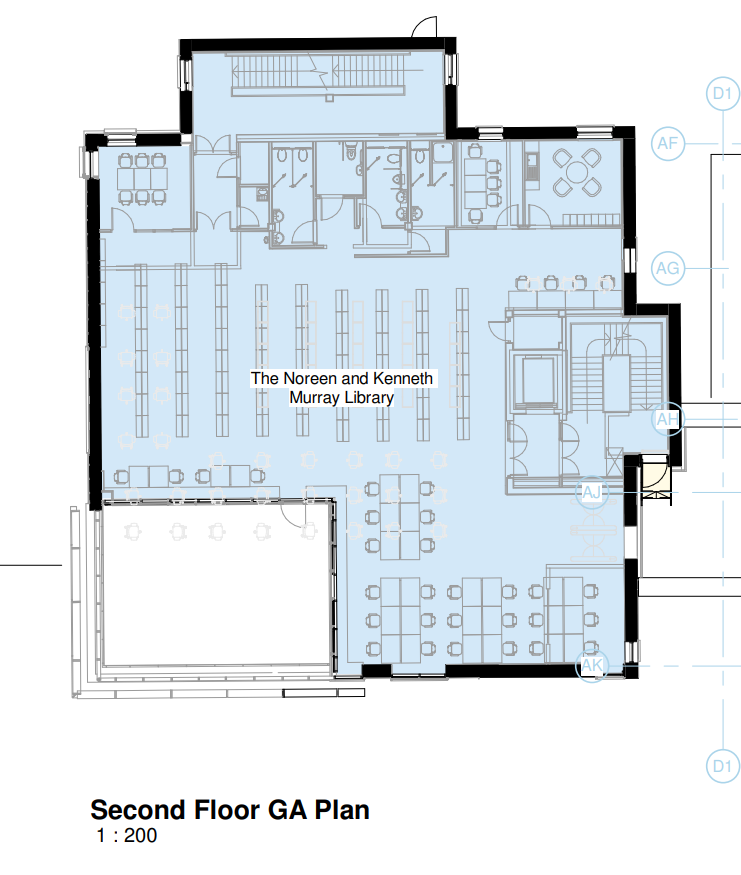 D1
AF
AG
The Noreen and Kenneth
Murray Library
AH
AJ
AK
D1
Second Floor GA Plan
1 : 200